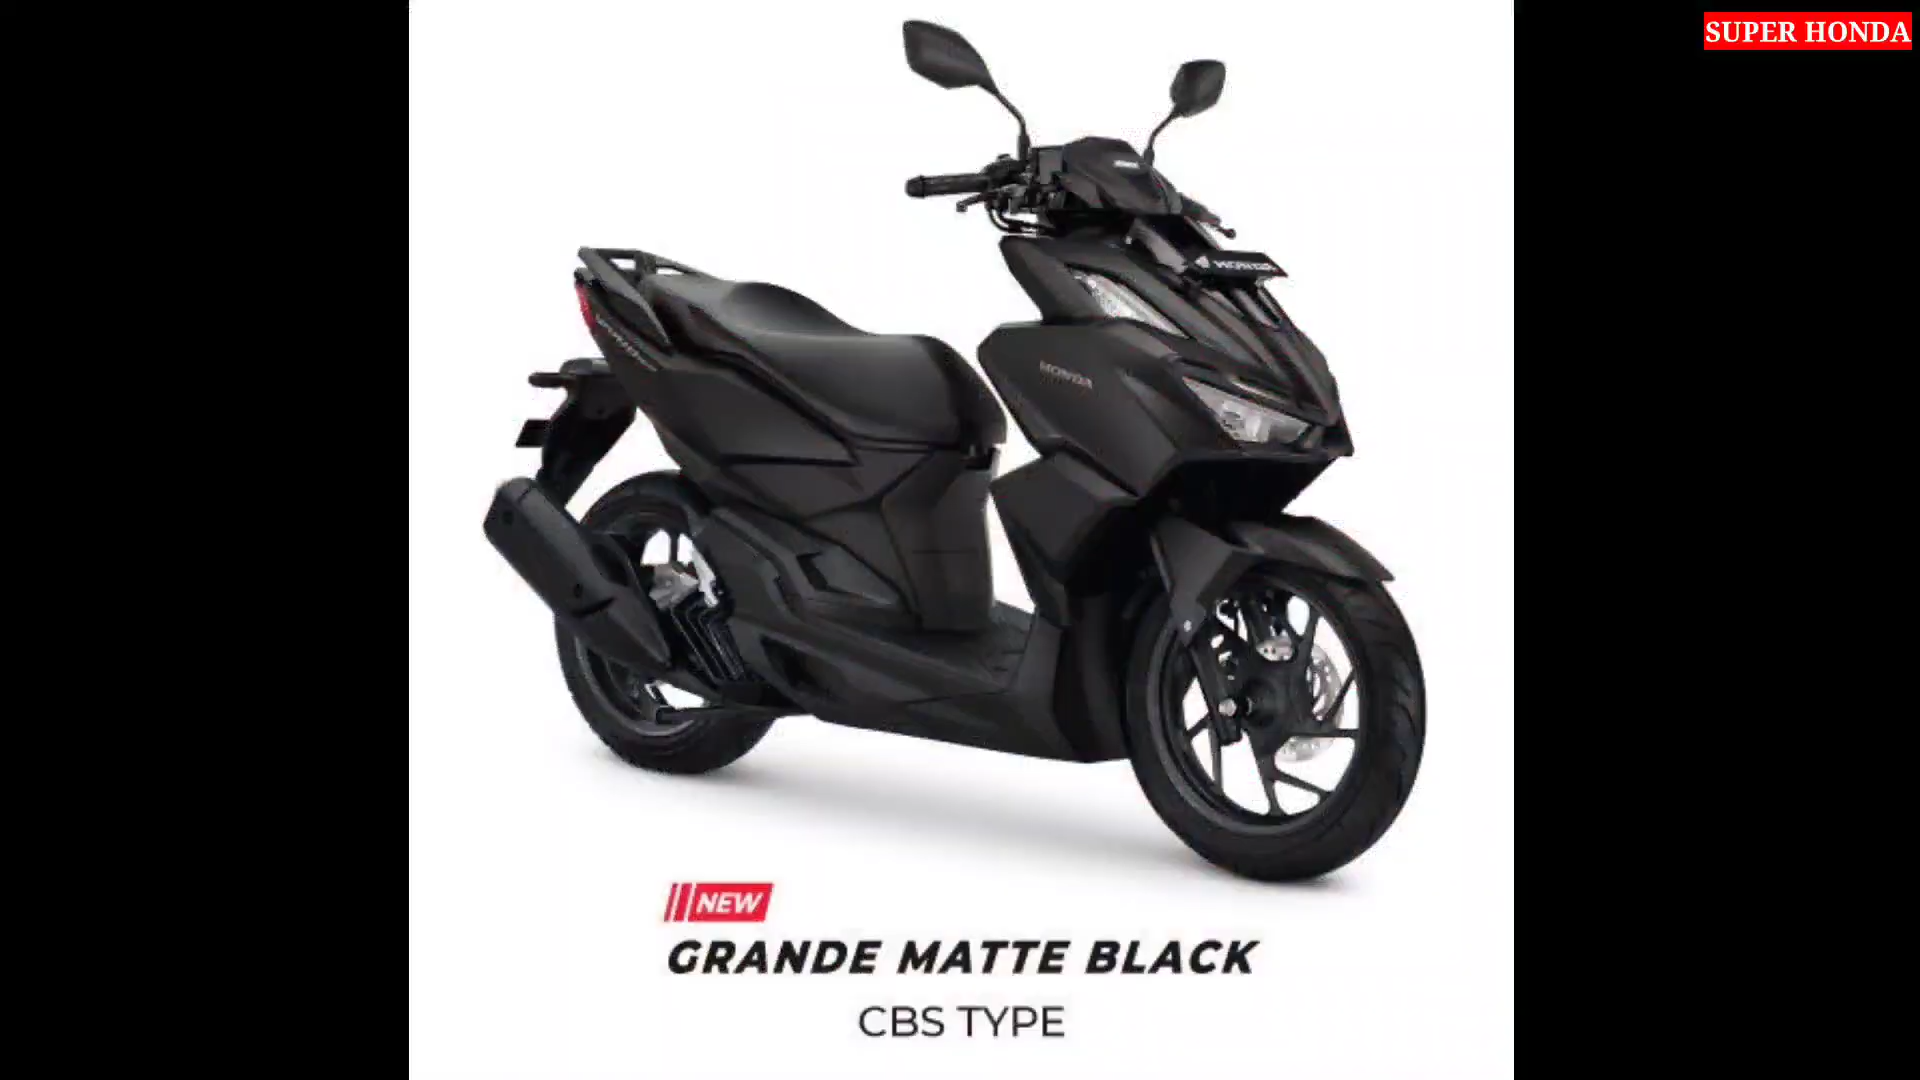 SUPER HONDA
HONDA
HONDA
NEW
GRANDE MATTE BLACK
CBS TYPE